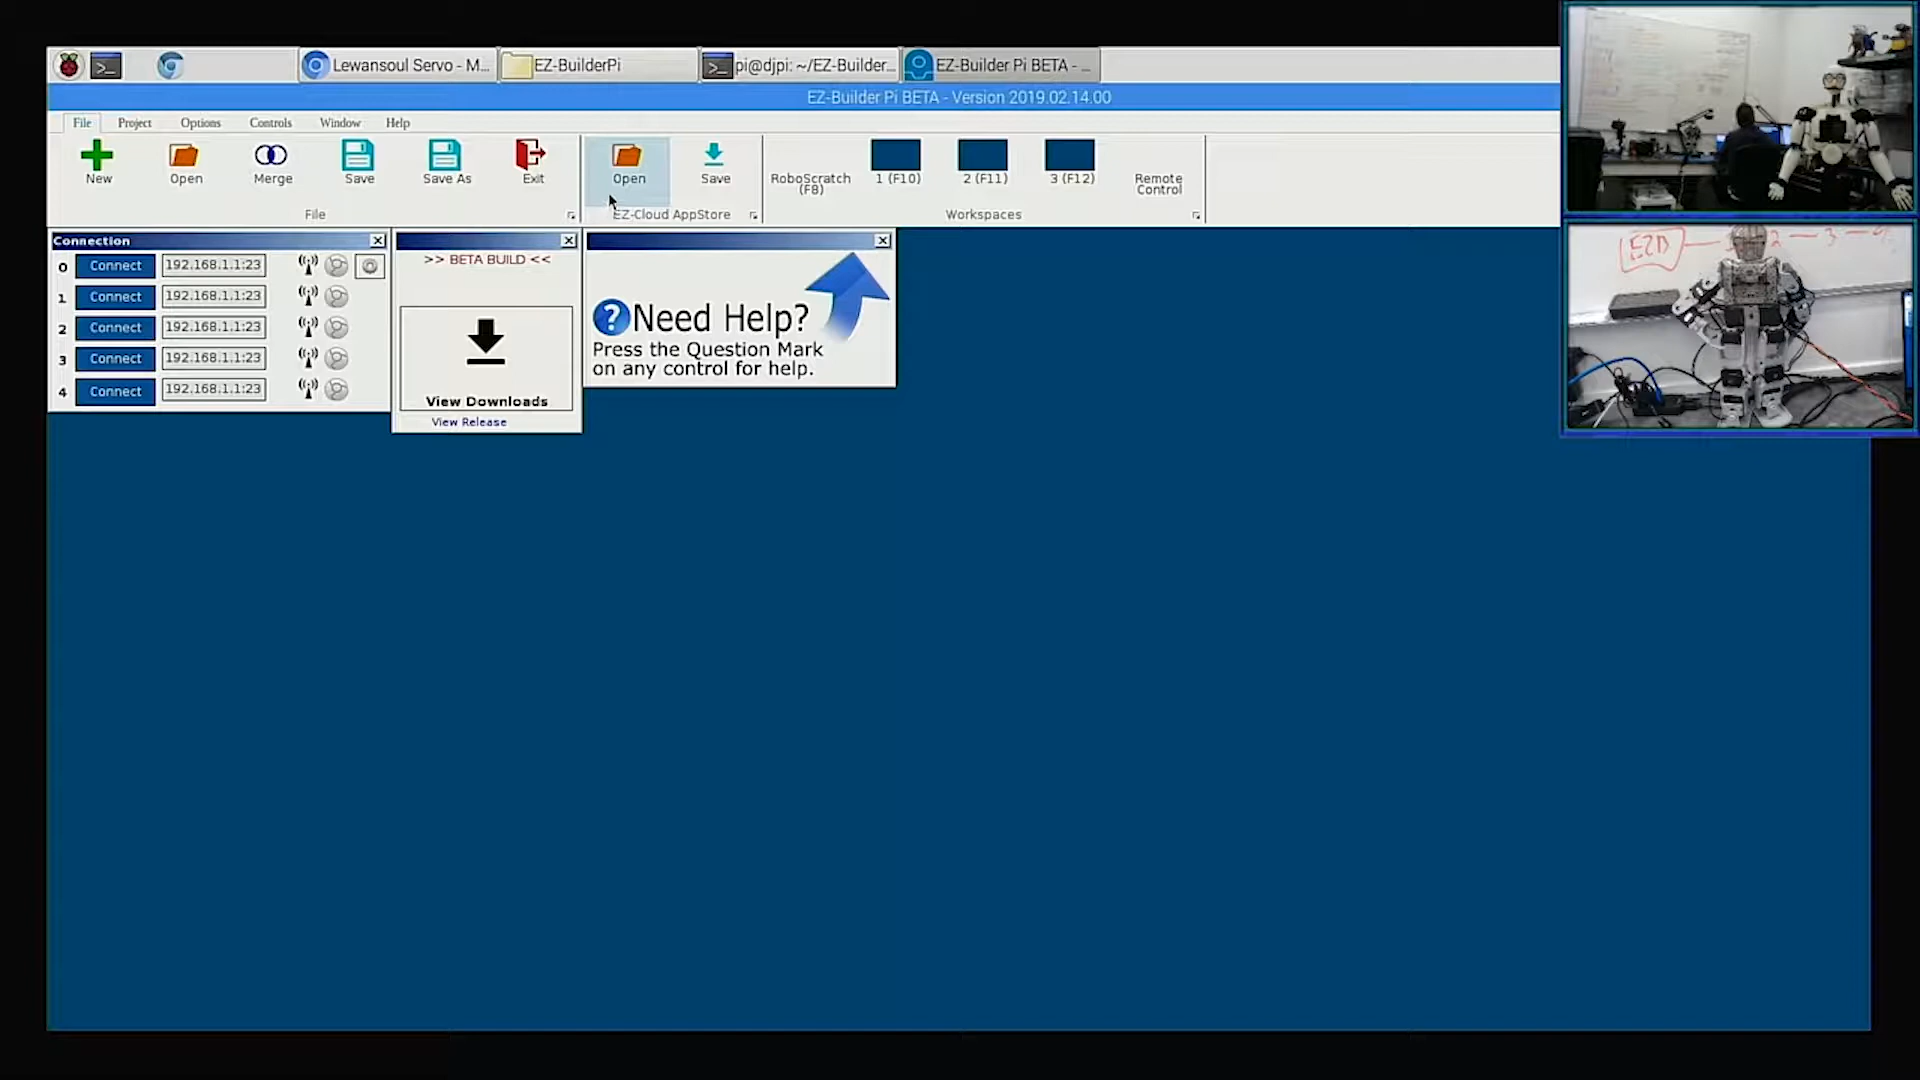 Lewansoul Servo - M...
EZ-BuilderPi
pi@djpi: ~/EZ-Builder...
EZ-Builder Pi BETA - ...
EZ-Builder Pi BETA - Version 2019.02.14.00
File Project Options Controls Window Help
New Open Merge Save Save As Exit
File
Open Save
EZ-Cloud AppStore
RoboScratch (F8)
1 (F10) 2 (F11) 3 (F12)
Remote Control
Workspaces
Connection
0 Connect 192.168.1.1:23
1 Connect 192.168.1.1:23
2 Connect 192.168.1.1:23
3 Connect 192.168.1.1:23
4 Connect 192.168.1.1:23
>> BETA BUILD <<
View Downloads
View Release
?Need Help?
Press the Question Mark
on any control for help.
EZB
2 — 3 —